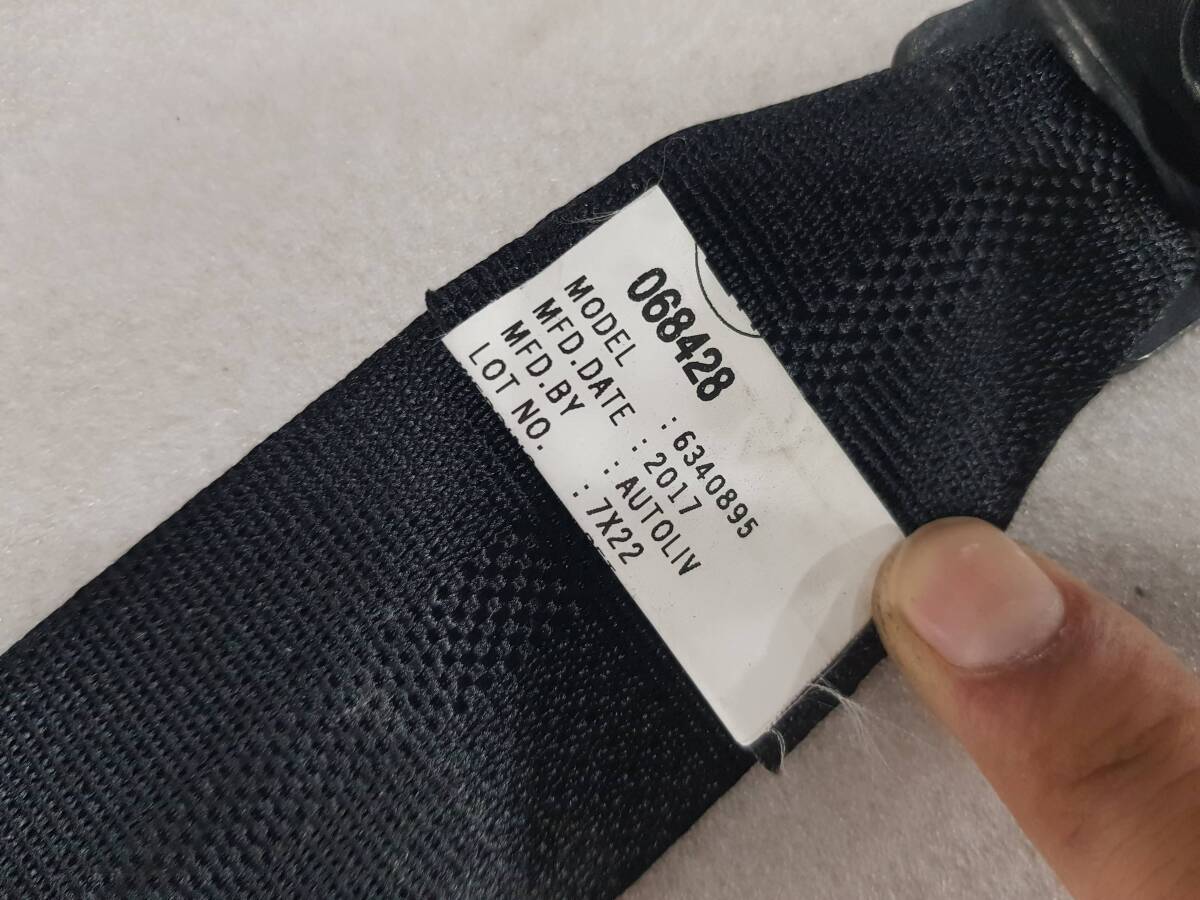 068428
MODEL : 6340895
MFD.DATE : 2017
MFD.BY : AUTOLIV
LOT NO. : 7X22